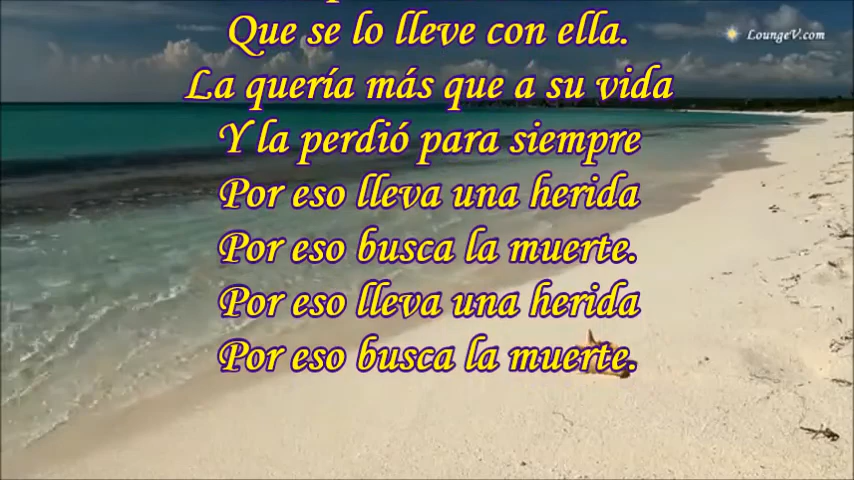 Que se lo lleve con ella.
LoungeV.com
La quería más que a su vida
Y la perdió para siempre
Por eso lleva una herida
Por eso busca la muerte.
Por eso lleva una herida
Por eso busca la muerte.